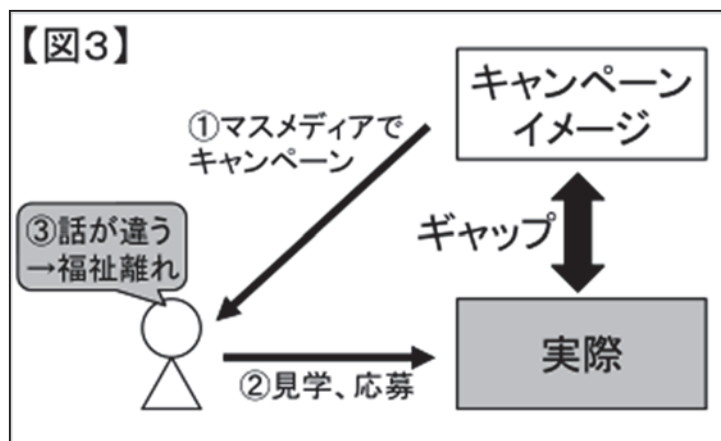 【図３】
キャンペーン
イメージ
①マスメディアで
キャンペーン
ギャップ
③話が違う
→福祉離れ
実際
②見学、応募